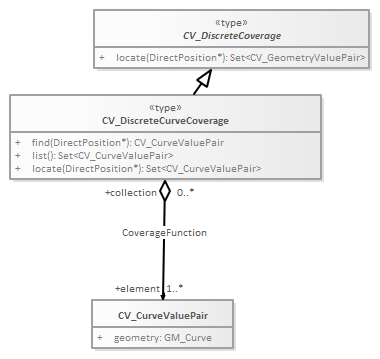 «type»
CV_DiscreteCoverage
+ locate(DirectPosition*): Set<CV_GeometryValuePair>
«type»
CV_DiscreteCurveCoverage
+ find(DirectPosition*): CV_CurveValuePair
+ list(): Set<CV_CurveValuePair>
+ locate(DirectPosition*): Set<CV_CurveValuePair>
+collection 0..*
CoverageFunction
+element 1..*
CV_CurveValuePair
+ geometry: GM_Curve